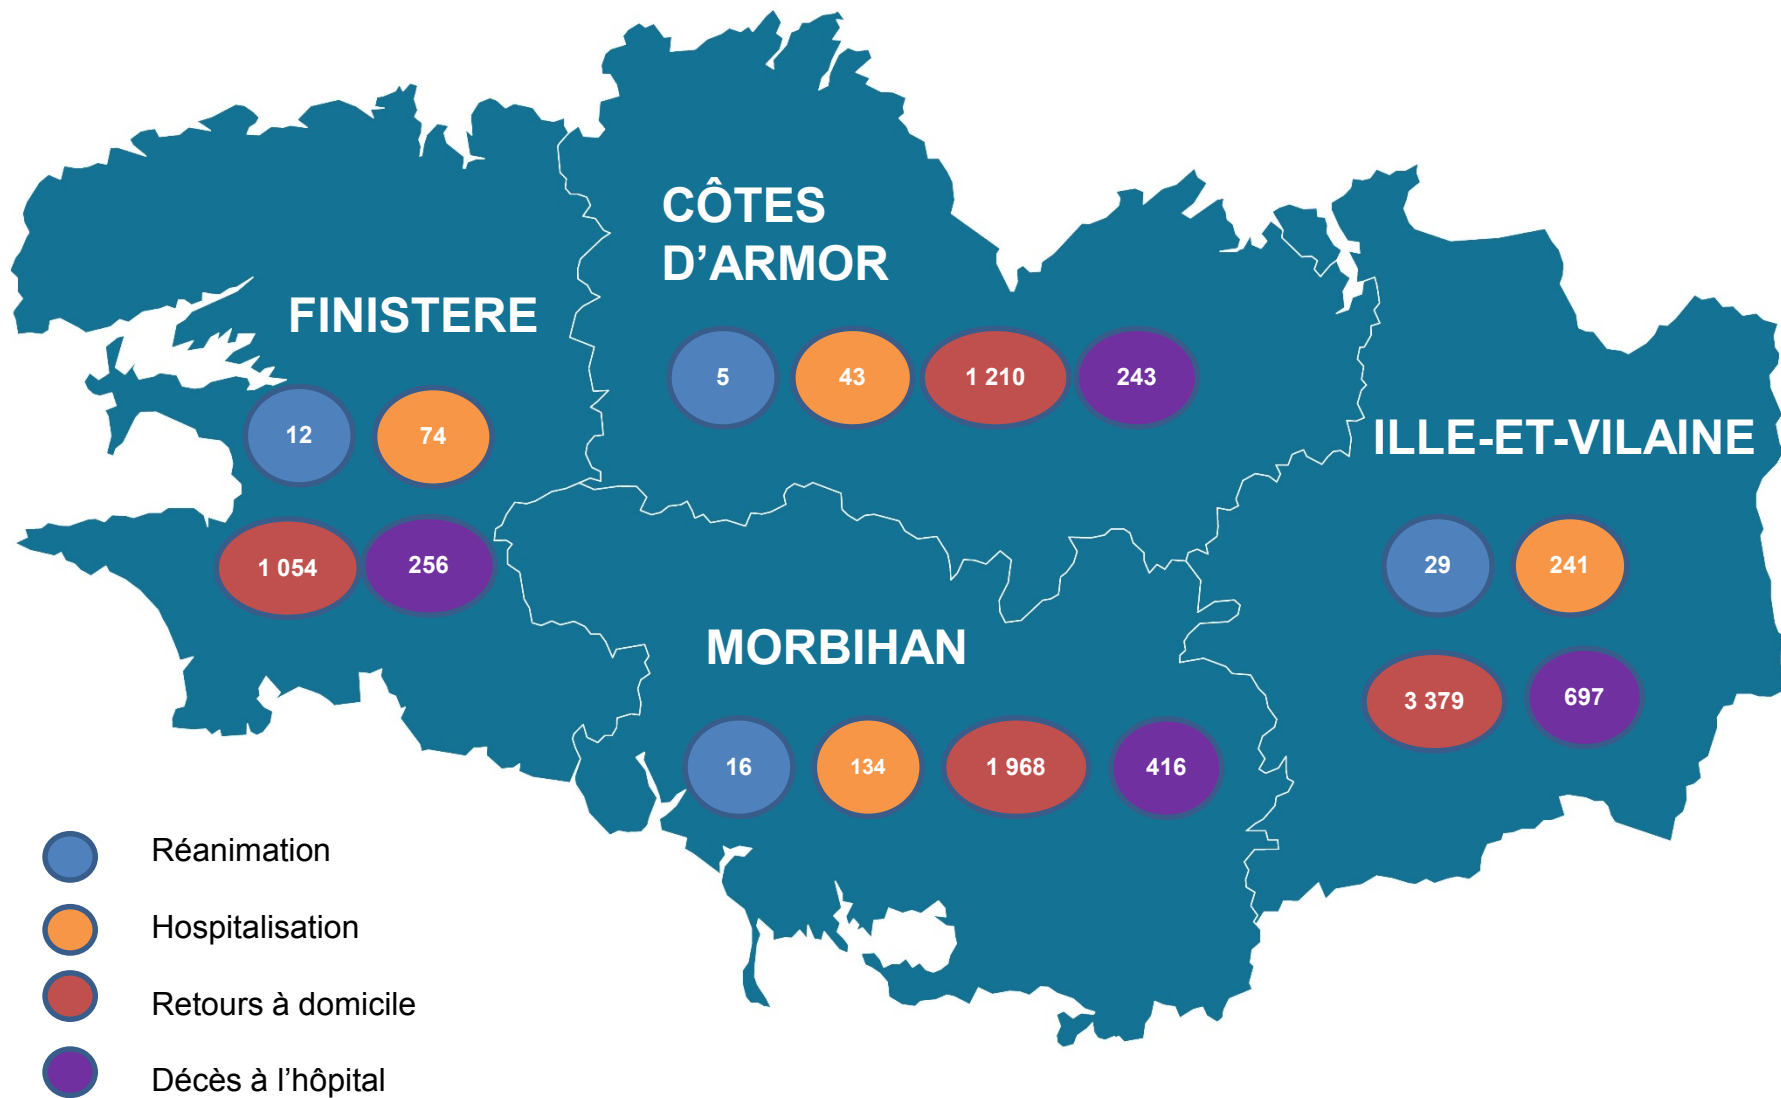 CÔTES
D’ARMOR
5 43 1 210 243
FINISTERE
12 74
1 054 256
ILLE-ET-VILAINE
29 241
3 379 697
MORBIHAN
16 134 1 968 416
Réanimation
Hospitalisation
Retours à domicile
Décès à l’hôpital